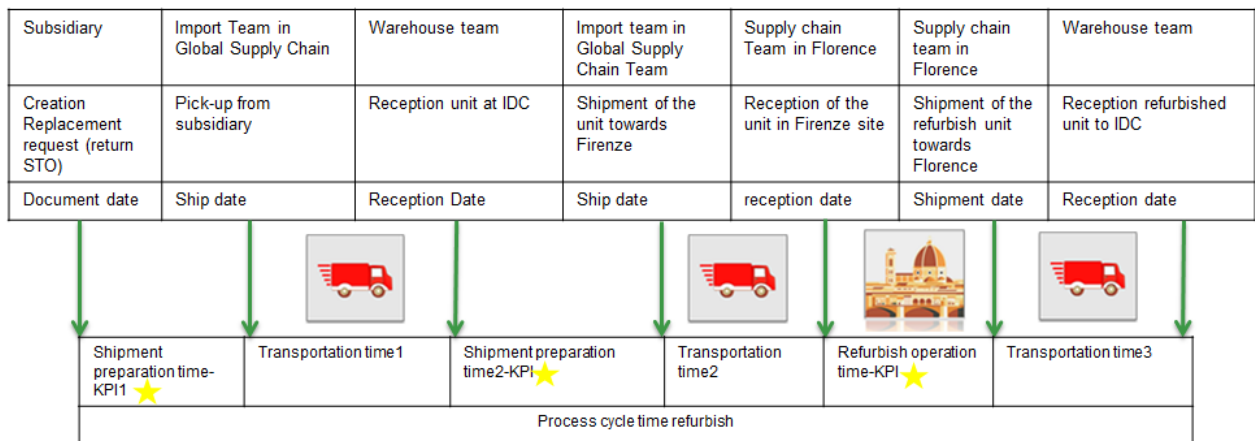 Subsidiary
Import Team in
Global Supply Chain
Warehouse team
Import Team in
Global Supply
Chain Team
Supply chain
Team in Florence
Supply chain
team in
Florence
Warehouse team
Creation
Replacement
request (return
STO)
Pick-up from
subsidiary
Reception unit at IDC
Shipment of the
unit towards
Firenze
Reception of the
unit in Firenze site
Shipment of the
refurbish unit
towards
Florence
Reception refurbished
unit to IDC
Document date
Ship date
Reception Date
Ship date
reception date
Shipment date
Reception date
Shipment
preparation time-
KPI1
Transportation time1
Shipment preparation
time2-KPI
Transportation
time2
Refurbish operation
time-KPI
Transportation time3
Process cycle time refurbish